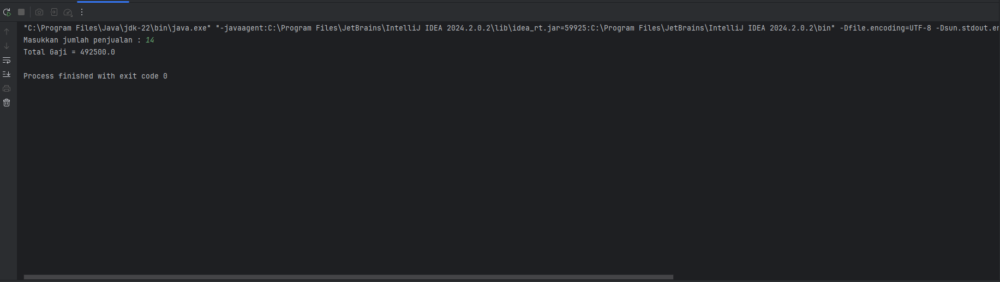 "C:\Program Files\Java\jdk-22\bin\java.exe" "-javaagent:C:\Program Files\JetBrains\IntelliJ IDEA 2024.2.0.2\lib\idea_rt.jar=59925:C:\Program Files\JetBrains\IntelliJ IDEA 2024.2.0.2\bin" -Dfile.encoding=UTF-8 -Dsun.stdout.en
Masukkan jumlah penjualan : 14
Total Gaji = 492500.0
Process finished with exit code 0